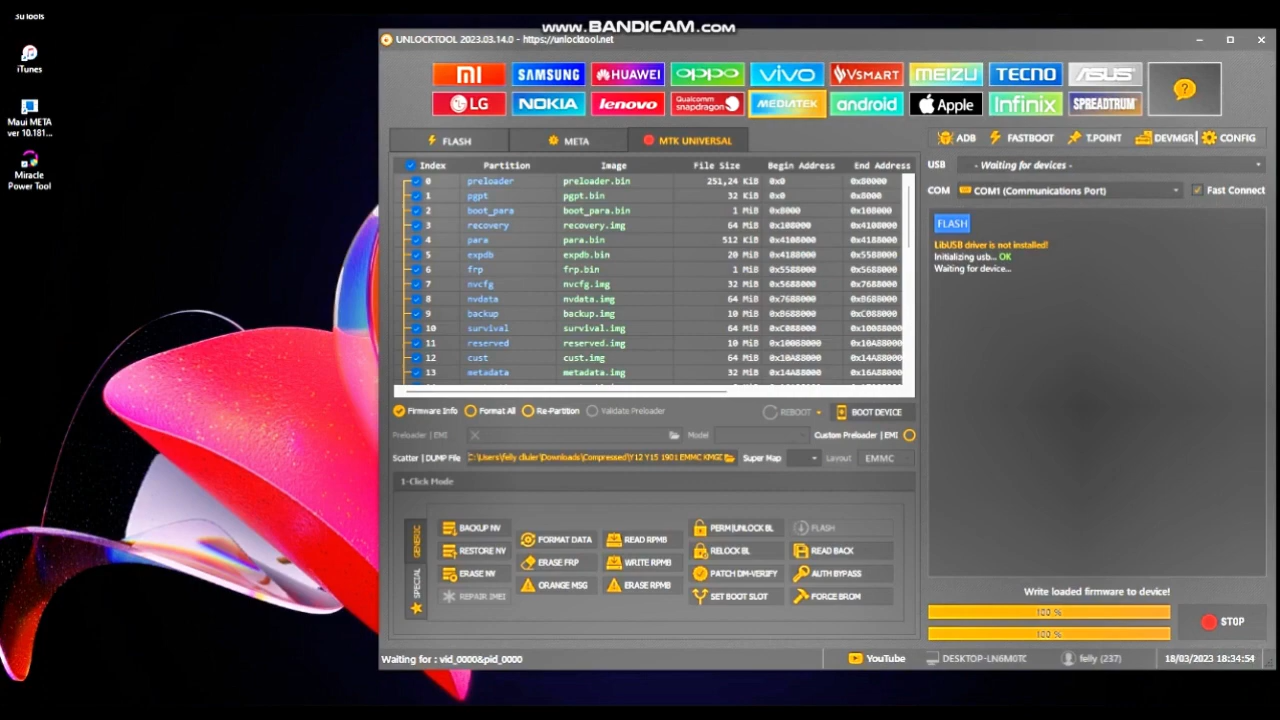 3uTools
www.BANDICAM.com
UNLOCKTOOL 2023.03.14.0 - https://unlocktool.net
iTunes
Maui META
ver 10.181...
Miracle
Power Tool
mi SAMSUNG HUAWEI oppo vivo VSMART MEIZU TECNO ASUS
LG NOKIA lenovo Qualcomm snapdragon MEDIATEK android Apple Infinix SPREADTRUM
FLASH META MTK UNIVERSAL
ADB FASTBOOT T.POINT DEVMGR CONFIG
USB - Waiting for devices -
COM COM1 (Communications Port) Fast Connect
Index Partition Image File Size Begin Address End Address
0 preloader preloader.bin 251,24 KiB 0x0 0x80000
1 pgpt pgpt.bin 32 KiB 0x0 0x8000
2 boot_para boot_para.bin 1 MiB 0x8000 0x108000
3 recovery recovery.img 64 MiB 0x108000 0x4108000
4 para para.bin 512 KiB 0x4108000 0x4188000
5 expdb expdb.bin 20 MiB 0x4188000 0x5588000
6 frp frp.bin 1 MiB 0x5588000 0x5688000
7 nvcfg nvcfg.img 32 MiB 0x5688000 0x7688000
8 nvdata nvdata.img 64 MiB 0x7688000 0xB688000
9 backup backup.img 10 MiB 0xB688000 0xC088000
10 survival survival.img 64 MiB 0xC088000 0x10088000
11 reserved reserved.img 10 MiB 0x10088000 0x10A88000
12 cust cust.img 64 MiB 0x10A88000 0x14A88000
13 metadata metadata.img 32 MiB 0x14A88000 0x16A88000
FLASH
LibUSB driver is not installed!
Initializing usb... OK
Waiting for device...
Firmware Info Format All Re-Partition Validate Preloader REBOOT BOOT DEVICE
Preloader | EMI Model Custom Preloader | EMI
Scatter | DUMP File C:\Users\felly cliuler\Downloads\Compressed\Y12 Y15 1901 EMMC Super Map Layout EMMC
1-Click Mode
GENERIC
SPECIAL
BACKUP NV FORMAT DATA READ RPMB PERM|UNLOCK BL FLASH
RESTORE NV ERASE FRP WRITE RPMB RELOCK BL READ BACK
ERASE NV ORANGE MSG ERASE RPMB PATCH DM-VERIFY AUTH BYPASS
REPAIR IMEI SET BOOT SLOT FORCE BROM
Write loaded firmware to device!
100 %
100 %
STOP
Waiting for : vid_0000&pid_0000
YouTube DESKTOP-LN6M0TC felly (237) 18/03/2023 18:34:54